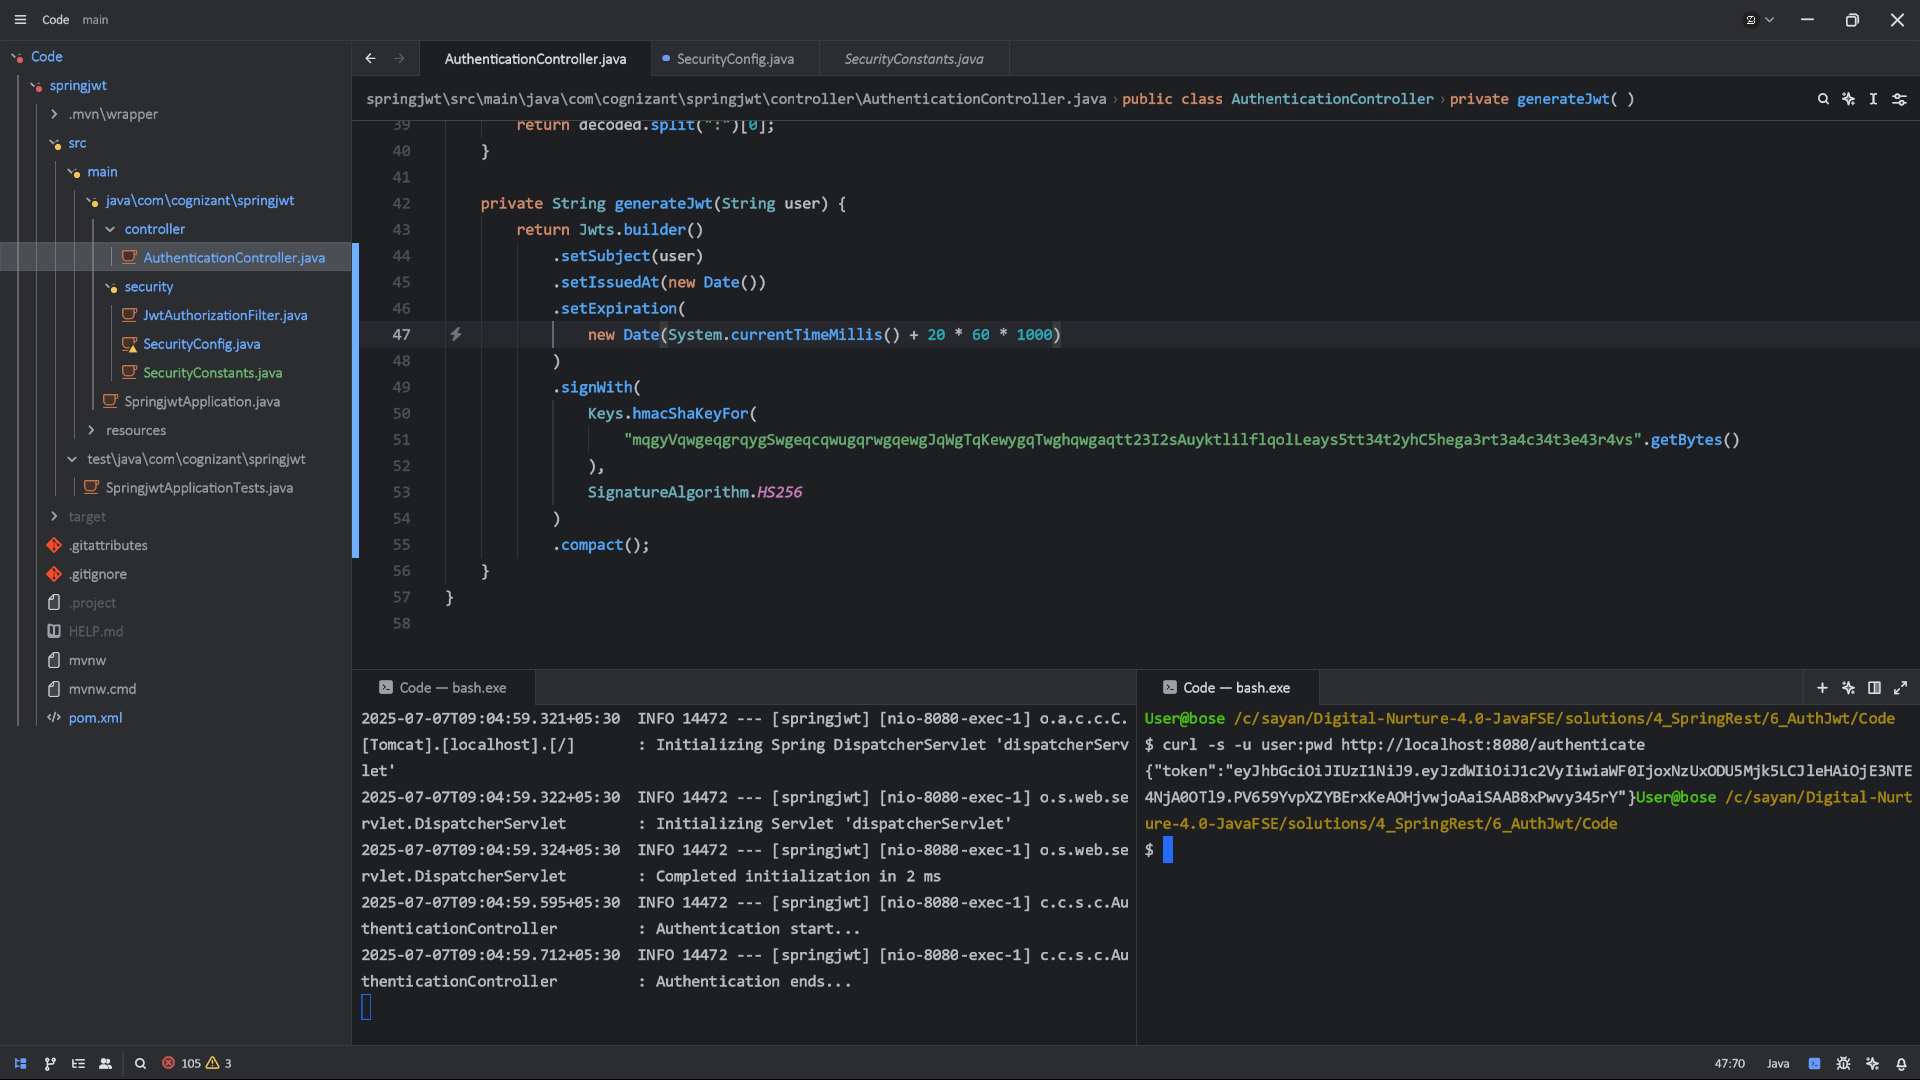 Code main
Code
springjwt
.mvn\wrapper
src
main
java\com\cognizant\springjwt
controller
AuthenticationController.java
security
JwtAuthorizationFilter.java
SecurityConfig.java
SecurityConstants.java
SpringjwtApplication.java
resources
test\java\com\cognizant\springjwt
SpringjwtApplicationTests.java
target
.gitattributes
.gitignore
.project
HELP.md
mvnw
mvnw.cmd
pom.xml
AuthenticationController.java SecurityConfig.java SecurityConstants.java
springjwt\src\main\java\com\cognizant\springjwt\controller\AuthenticationController.java › public class AuthenticationController › private generateJwt( )
39 return decoded.split(":")[0];
40 }
41
42 private String generateJwt(String user) {
43 return Jwts.builder()
44 .setSubject(user)
45 .setIssuedAt(new Date())
46 .setExpiration(
47 new Date(System.currentTimeMillis() + 20 * 60 * 1000)
48 )
49 .signWith(
50 Keys.hmacShaKeyFor(
51 "mqgyVqwgeqgrqygSwgeqcqwugqrwgqewgJqWgTqKewygqTwghqwgaqtt23I2sAuyktlilflqolLeays5tt34t2yhC5hega3rt3a4c34t3e43r4vs".getBytes()
52 ),
53 SignatureAlgorithm.HS256
54 )
55 .compact();
56 }
57 }
58
Code — bash.exe
2025-07-07T09:04:59.321+05:30 INFO 14472 --- [springjwt] [nio-8080-exec-1] o.a.c.c.C.
[Tomcat].[localhost].[/] : Initializing Spring DispatcherServlet 'dispatcherServ
let'
2025-07-07T09:04:59.322+05:30 INFO 14472 --- [springjwt] [nio-8080-exec-1] o.s.web.se
rvlet.DispatcherServlet : Initializing Servlet 'dispatcherServlet'
2025-07-07T09:04:59.324+05:30 INFO 14472 --- [springjwt] [nio-8080-exec-1] o.s.web.se
rvlet.DispatcherServlet : Completed initialization in 2 ms
2025-07-07T09:04:59.595+05:30 INFO 14472 --- [springjwt] [nio-8080-exec-1] c.c.s.c.Au
thenticationController : Authentication start...
2025-07-07T09:04:59.712+05:30 INFO 14472 --- [springjwt] [nio-8080-exec-1] c.c.s.c.Au
thenticationController : Authentication ends...
Code — bash.exe
User@bose /c/sayan/Digital-Nurture-4.0-JavaFSE/solutions/4_SpringRest/6_AuthJwt/Code
$ curl -s -u user:pwd http://localhost:8080/authenticate
{"token":"eyJhbGciOiJIUzI1NiJ9.eyJzdWIiOiJ1c2VyIiwiaWF0IjoxNzUxODU5Mjk5LCJleHAiOjE3NTE
4NjA0OTl9.PV659YvpXZYBErxKeAOHjvwjoAaiSAAB8xPwvy345rY"}User@bose /c/sayan/Digital-Nurt
ure-4.0-JavaFSE/solutions/4_SpringRest/6_AuthJwt/Code
$
105 3 47:70 Java